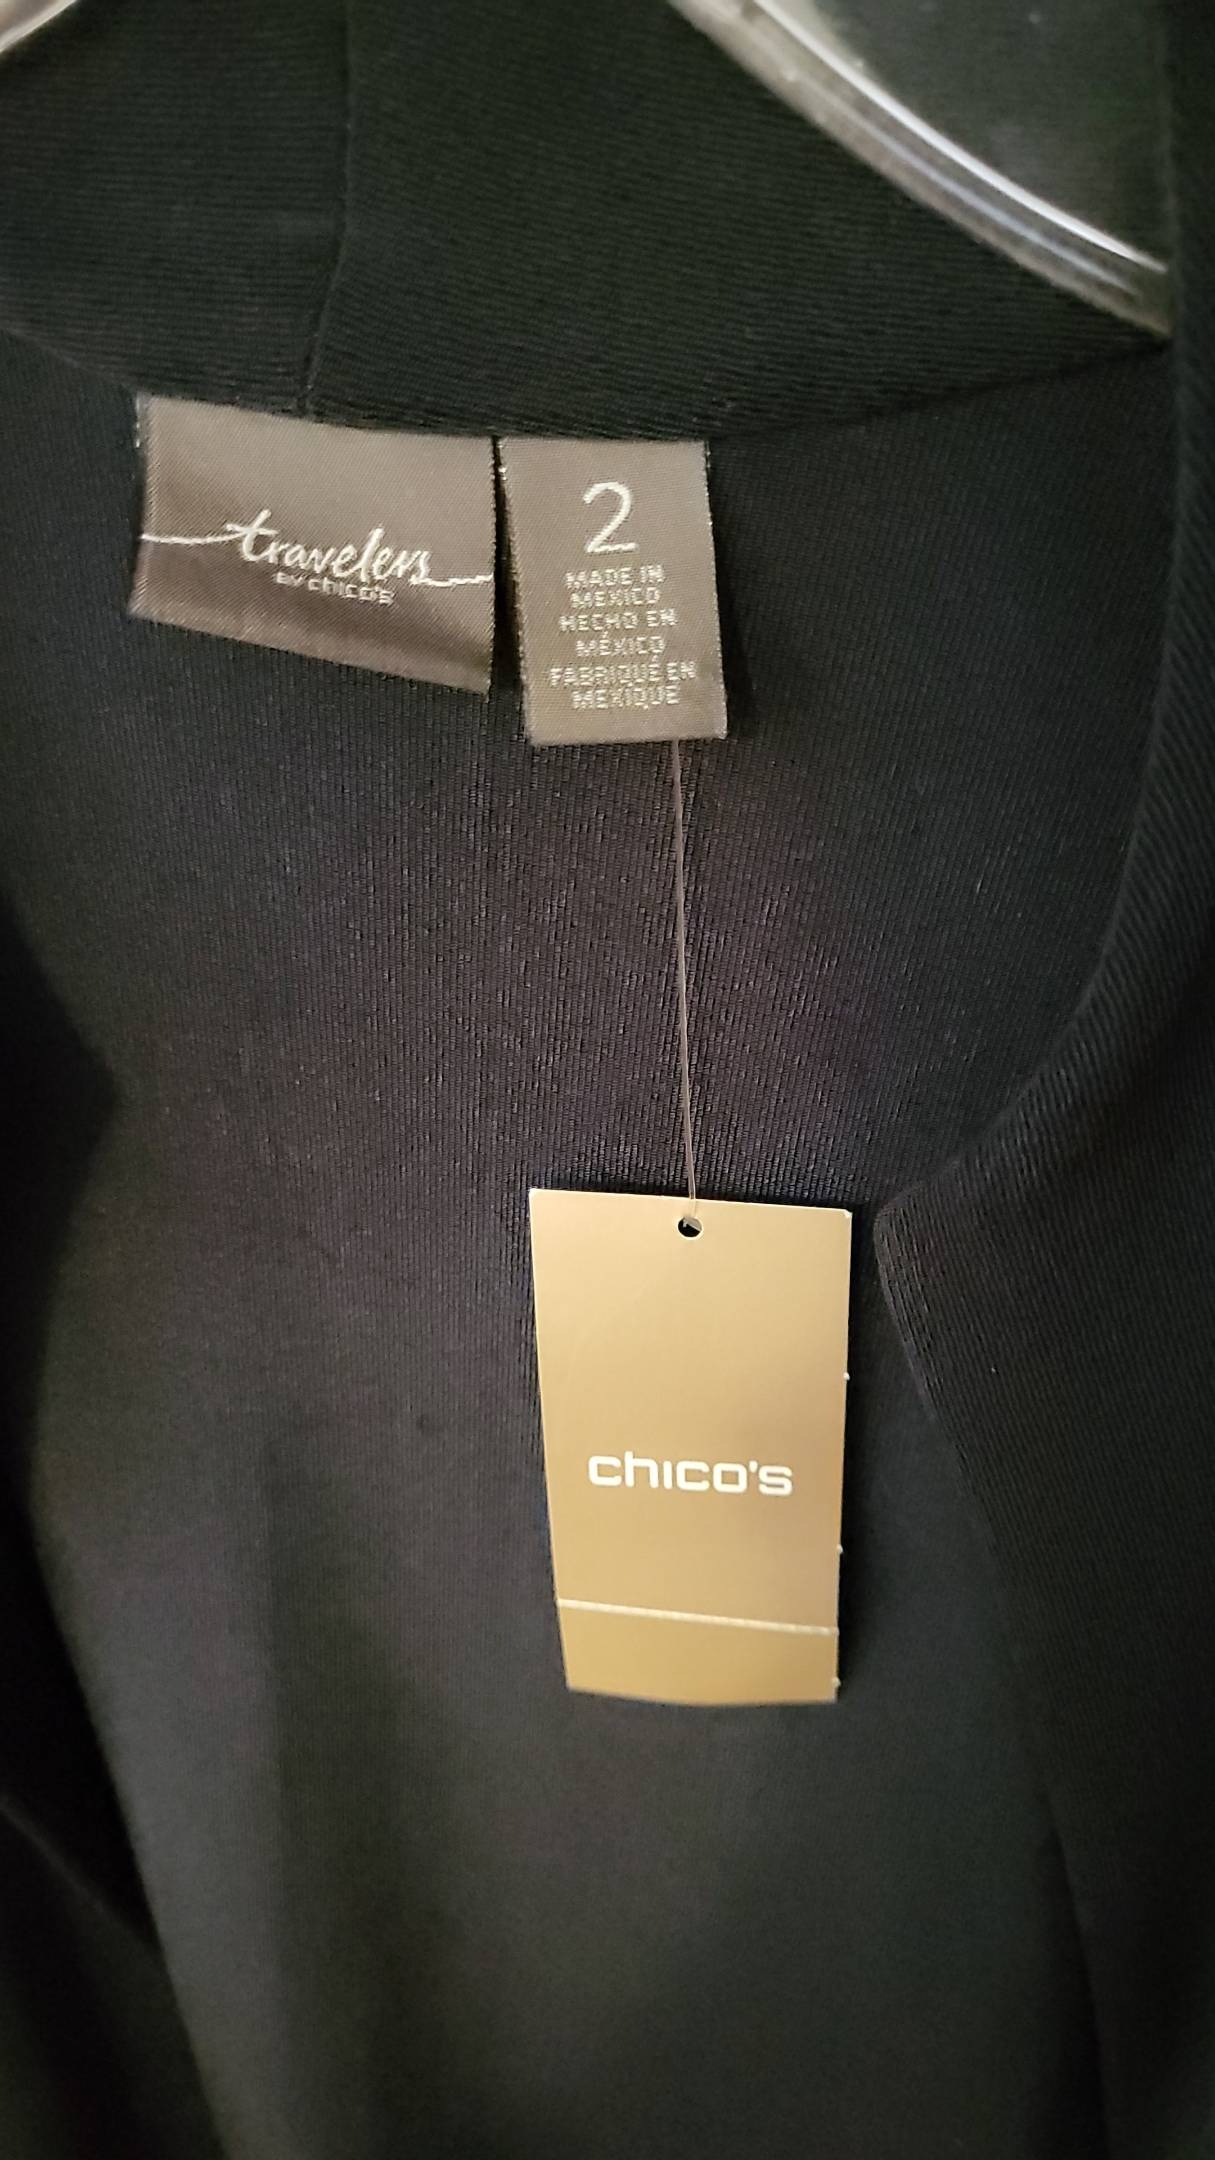 travelers
BY chico's
2
MADE IN
MEXICO
HECHO EN
MÉXICO
FABRIQUÉ EN
MEXIQUE
chico's